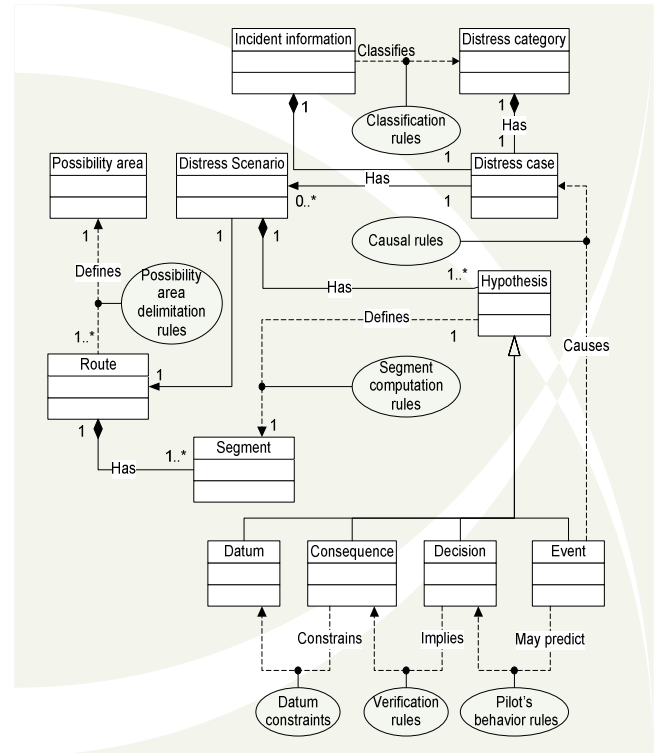 Incident information
Distress category
Classifies
1
Classification
rules
1
Has
1
1
Possibility area
Distress Scenario
Distress case
Has
0..*
1
1
1
1
Causal rules
Defines
Possibility
area
delimitation
rules
1..*
Has
Hypothesis
Defines
1
1..*
Causes
Route
1
Segment
computation
rules
1
1
1..*
Has
Segment
Datum
Consequence
Decision
Event
Constrains
Implies
May predict
Datum
constraints
Verification
rules
Pilot's
behavior rules